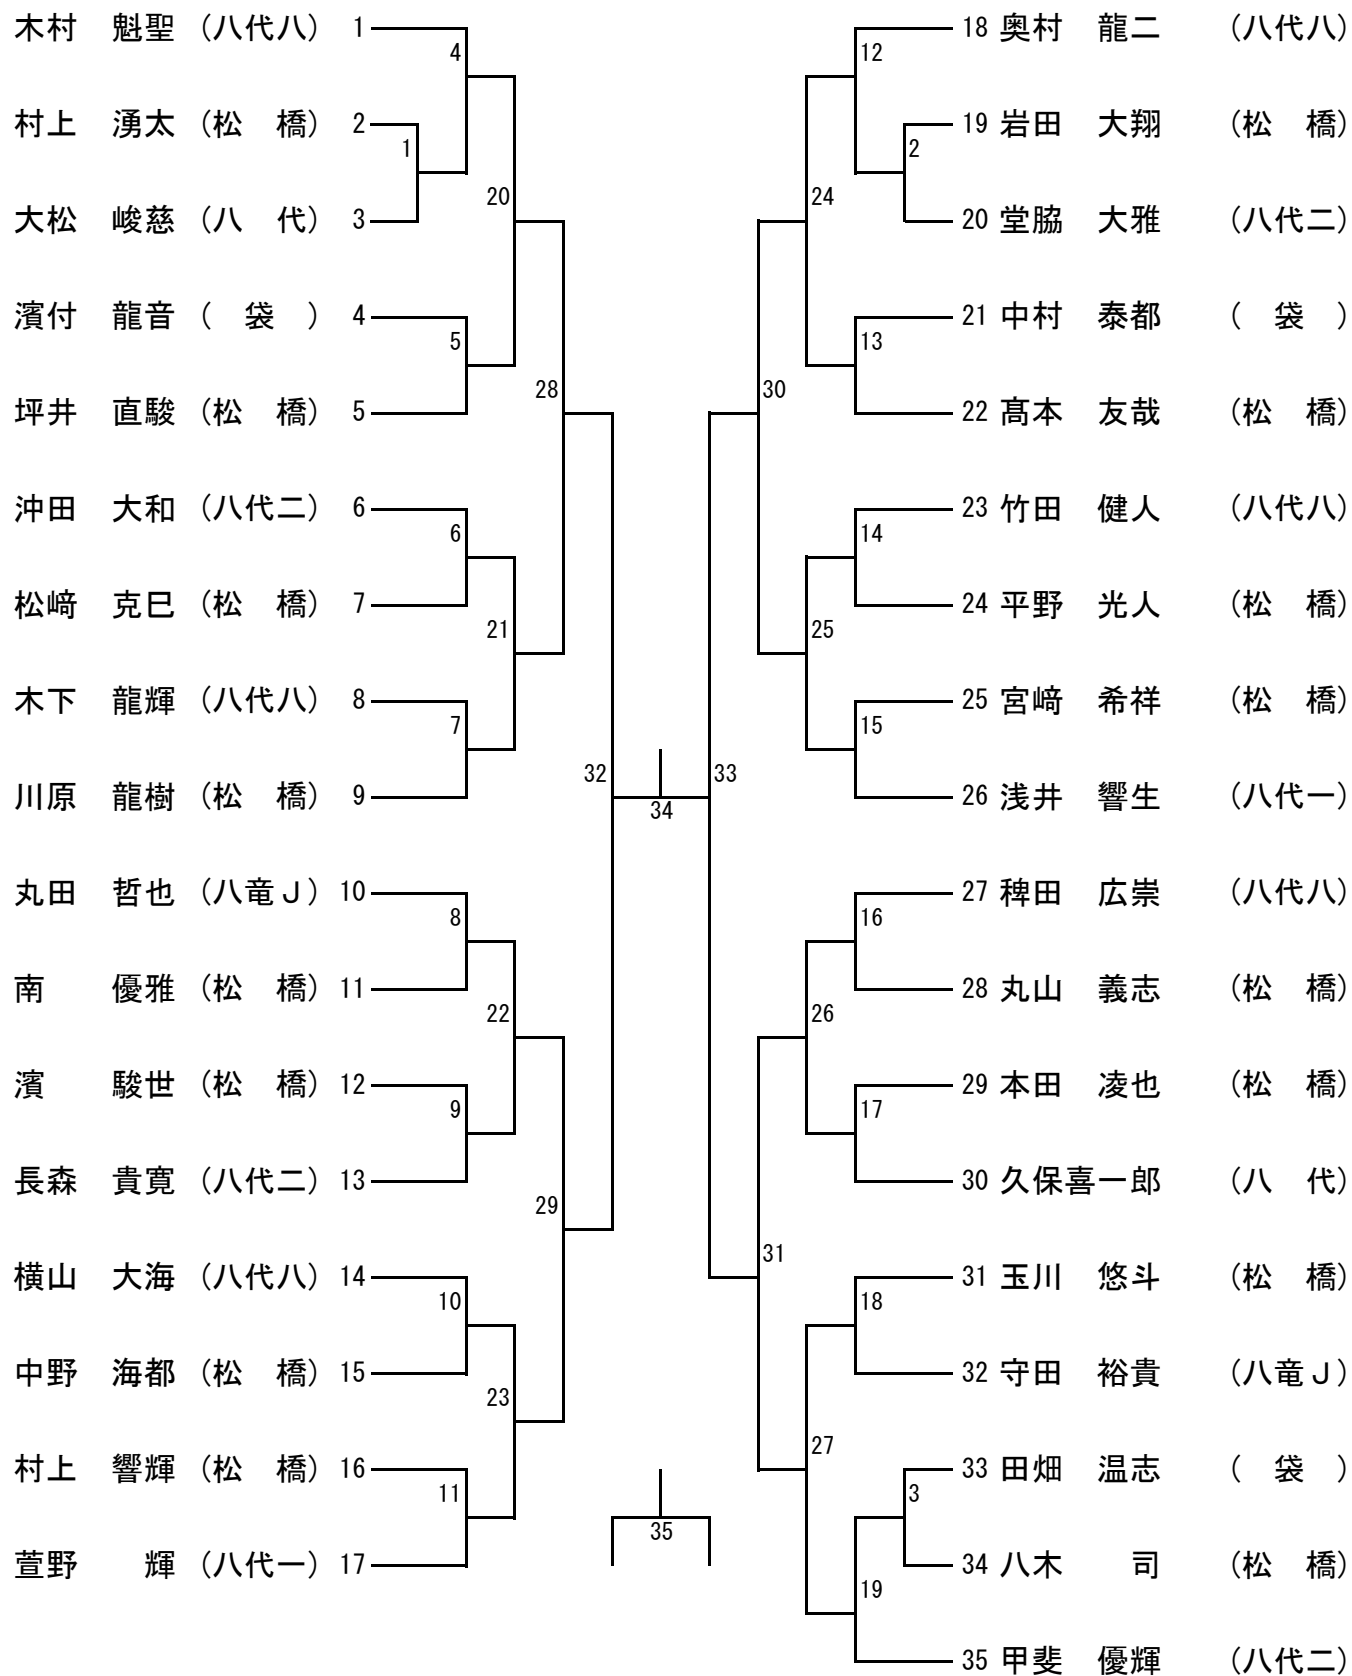 木村　魁聖（八代八） 1
村上　湧太（松　橋） 2
大松　峻慈（八　代） 3
濱付　龍音（　袋　） 4
坪井　直駿（松　橋） 5
沖田　大和（八代二） 6
松﨑　克巳（松　橋） 7
木下　龍輝（八代八） 8
川原　龍樹（松　橋） 9
丸田　哲也（八竜Ｊ） 10
南　　優雅（松　橋） 11
濱　　駿世（松　橋） 12
長森　貴寛（八代二） 13
横山　大海（八代八） 14
中野　海都（松　橋） 15
村上　響輝（松　橋） 16
萱野　　輝（八代一） 17
1
4
5
6
7
8
9
10
11
20
21
22
23
28
29
32
34
35
33
30
31
24
25
26
27
12
2
13
14
15
16
17
18
3
19
18 奥村　龍二　（八代八）
19 岩田　大翔　（松　橋）
20 堂脇　大雅　（八代二）
21 中村　泰都　（　袋　）
22 髙本　友哉　（松　橋）
23 竹田　健人　（八代八）
24 平野　光人　（松　橋）
25 宮﨑　希祥　（松　橋）
26 浅井　響生　（八代一）
27 稗田　広崇　（八代八）
28 丸山　義志　（松　橋）
29 本田　凌也　（松　橋）
30 久保喜一郎　（八　代）
31 玉川　悠斗　（松　橋）
32 守田　裕貴　（八竜Ｊ）
33 田畑　温志　（　袋　）
34 八木　　司　（松　橋）
35 甲斐　優輝　（八代二）